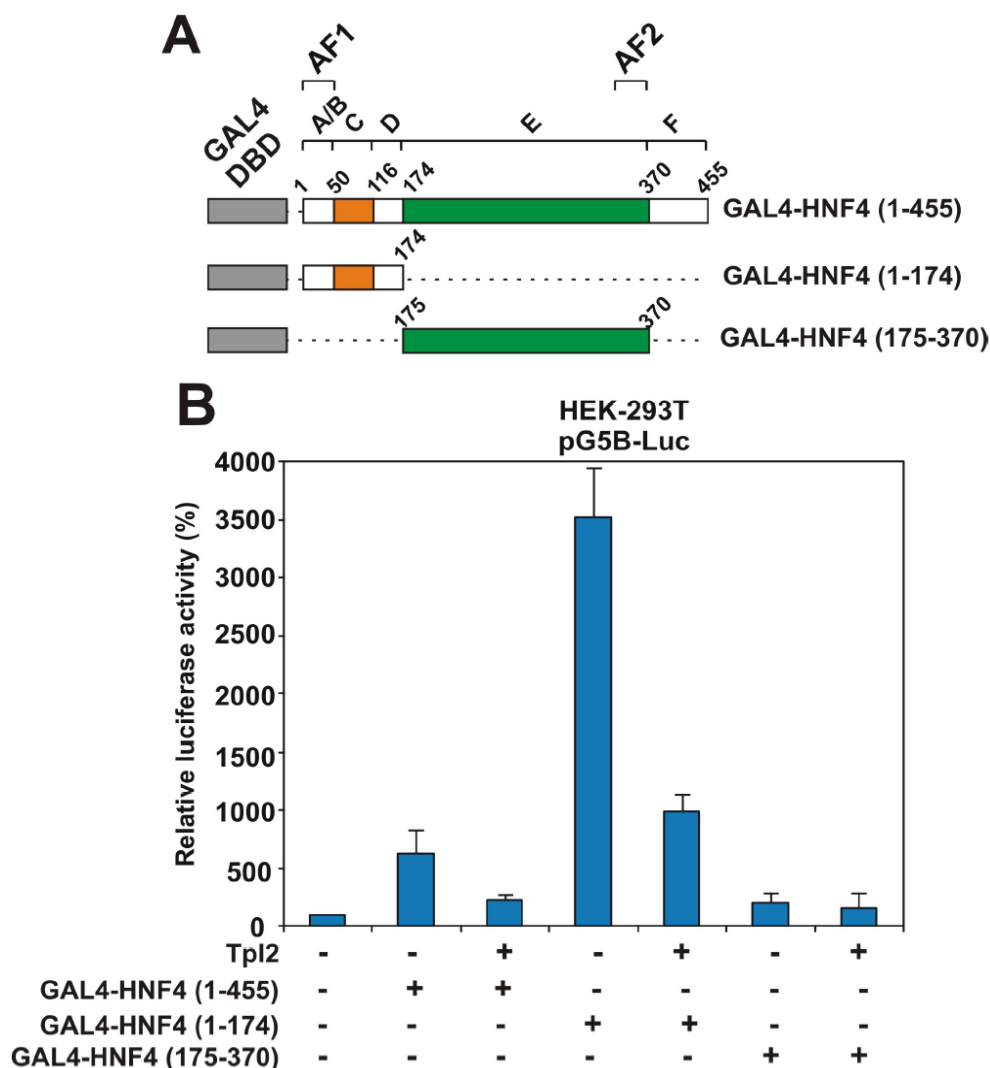 A
AF1
AF2
GAL4
DBD
A/B C D E F
1 50 116 174 370 455
GAL4-HNF4 (1-455)
174
GAL4-HNF4 (1-174)
175 370
GAL4-HNF4 (175-370)
B
HEK-293T
pG5B-Luc
Relative luciferase activity (%)
4000
3500
3000
2500
2000
1500
1000
500
0
Tpl2 - - + - + - +
GAL4-HNF4 (1-455) - + + - - - -
GAL4-HNF4 (1-174) - - - + + - -
GAL4-HNF4 (175-370) - - - - - + +